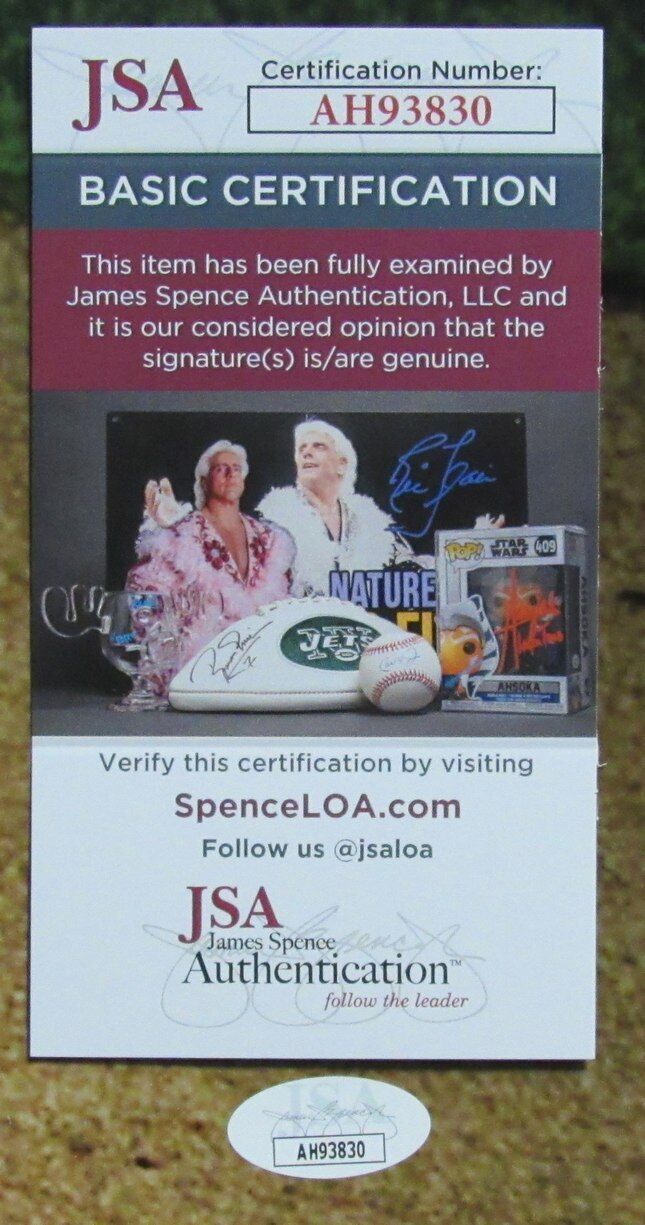 JSA
Certification Number:
AH93830
BASIC CERTIFICATION
This item has been fully examined by
James Spence Authentication, LLC and
it is our considered opinion that the
signature(s) is/are genuine.
NATURE
JETS
POP!
STAR
WARS
409
AHSOKA
AHSOKA
Verify this certification by visiting
SpenceLOA.com
Follow us @jsaloa
JSA
James Spence
Authentication™
follow the leader
JSA
AH93830